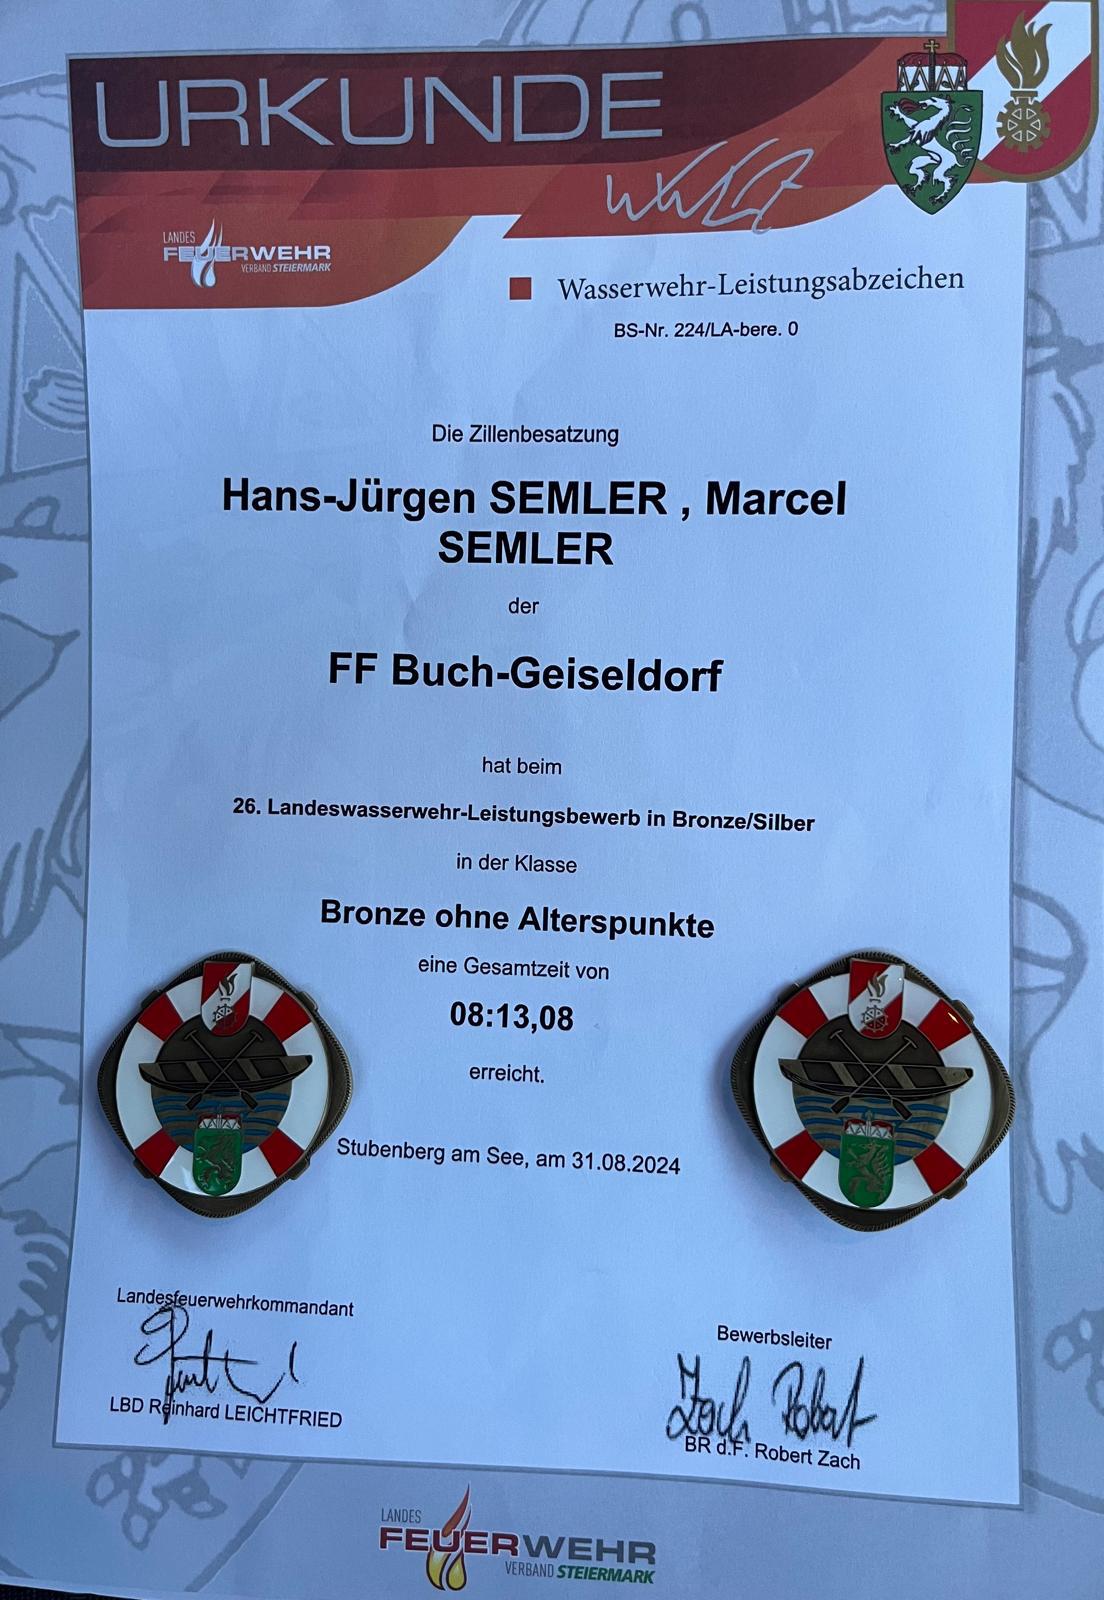 URKUNDE
LANDES
FEUERWEHR
VERBAND STEIERMARK
Wasserwehr-Leistungsabzeichen
BS-Nr. 224/LA-bere. 0
Die Zillenbesatzung
Hans-Jürgen SEMLER , Marcel
SEMLER
der
FF Buch-Geiseldorf
hat beim
26. Landeswasserwehr-Leistungsbewerb in Bronze/Silber
in der Klasse
Bronze ohne Alterspunkte
eine Gesamtzeit von
08:13,08
erreicht.
Stubenberg am See, am 31.08.2024
Landesfeuerwehrkommandant
LBD Reinhard LEICHTFRIED
Bewerbsleiter
Zach Robert
BR d.F. Robert Zach
LANDES
FEUERWEHR
VERBAND STEIERMARK